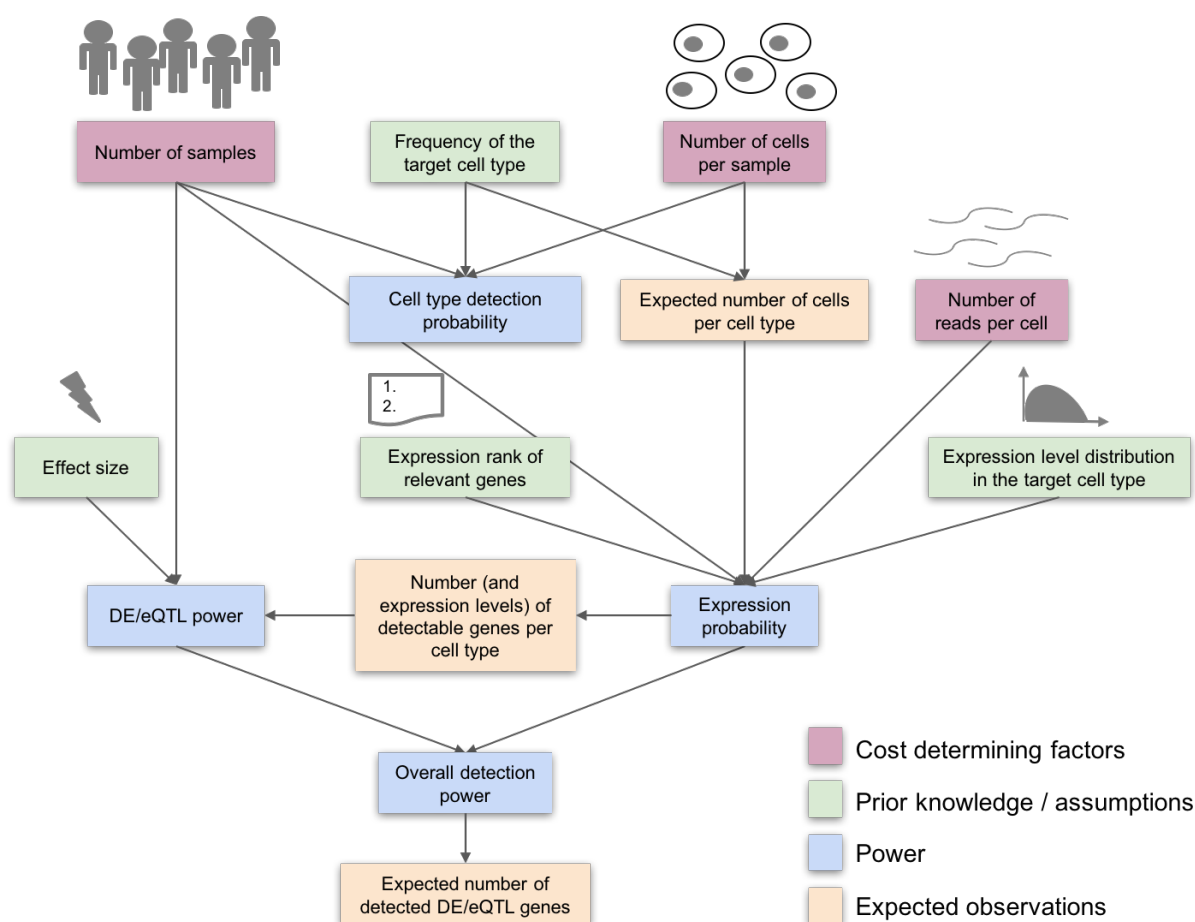 Number of samples
Frequency of the
target cell type
Number of cells
per sample
Cell type detection
probability
Expected number of cells
per cell type
Number of
reads per cell
1.
2.
Effect size
Expression rank of
relevant genes
Expression level distribution
in the target cell type
DE/eQTL power
Number (and
expression levels) of
detectable genes per
cell type
Expression
probability
Overall detection
power
Expected number of
detected DE/eQTL genes
Cost determining factors
Prior knowledge / assumptions
Power
Expected observations